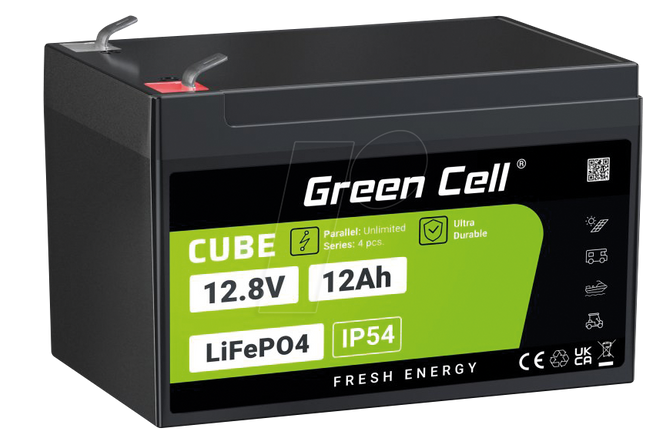 Green Cell®
CUBE
Parallel: Unlimited
Series: 4 pcs.
Ultra
Durable
12.8V
12Ah
LiFePO4
IP54
FRESH ENERGY
CE
UK
CA